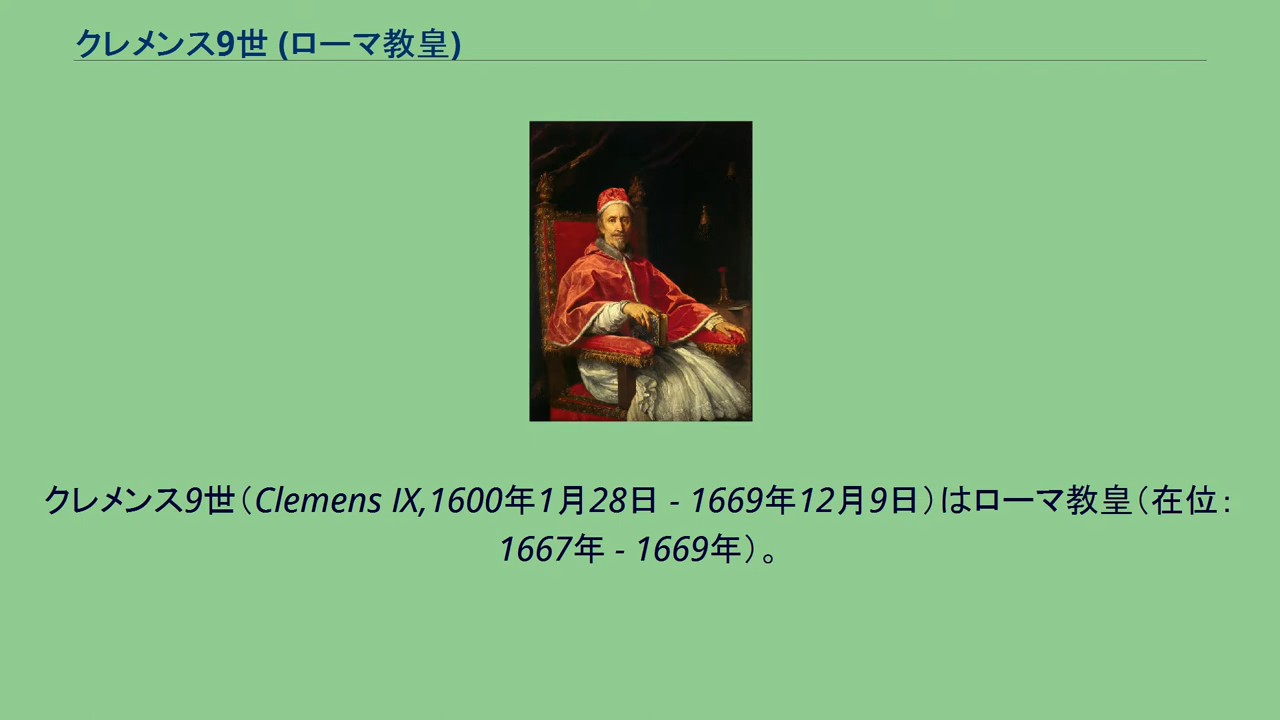 クレメンス9世 (ローマ教皇)
クレメンス9世（Clemens IX,1600年1月28日 - 1669年12月9日）はローマ教皇（在位：
1667年 - 1669年）。